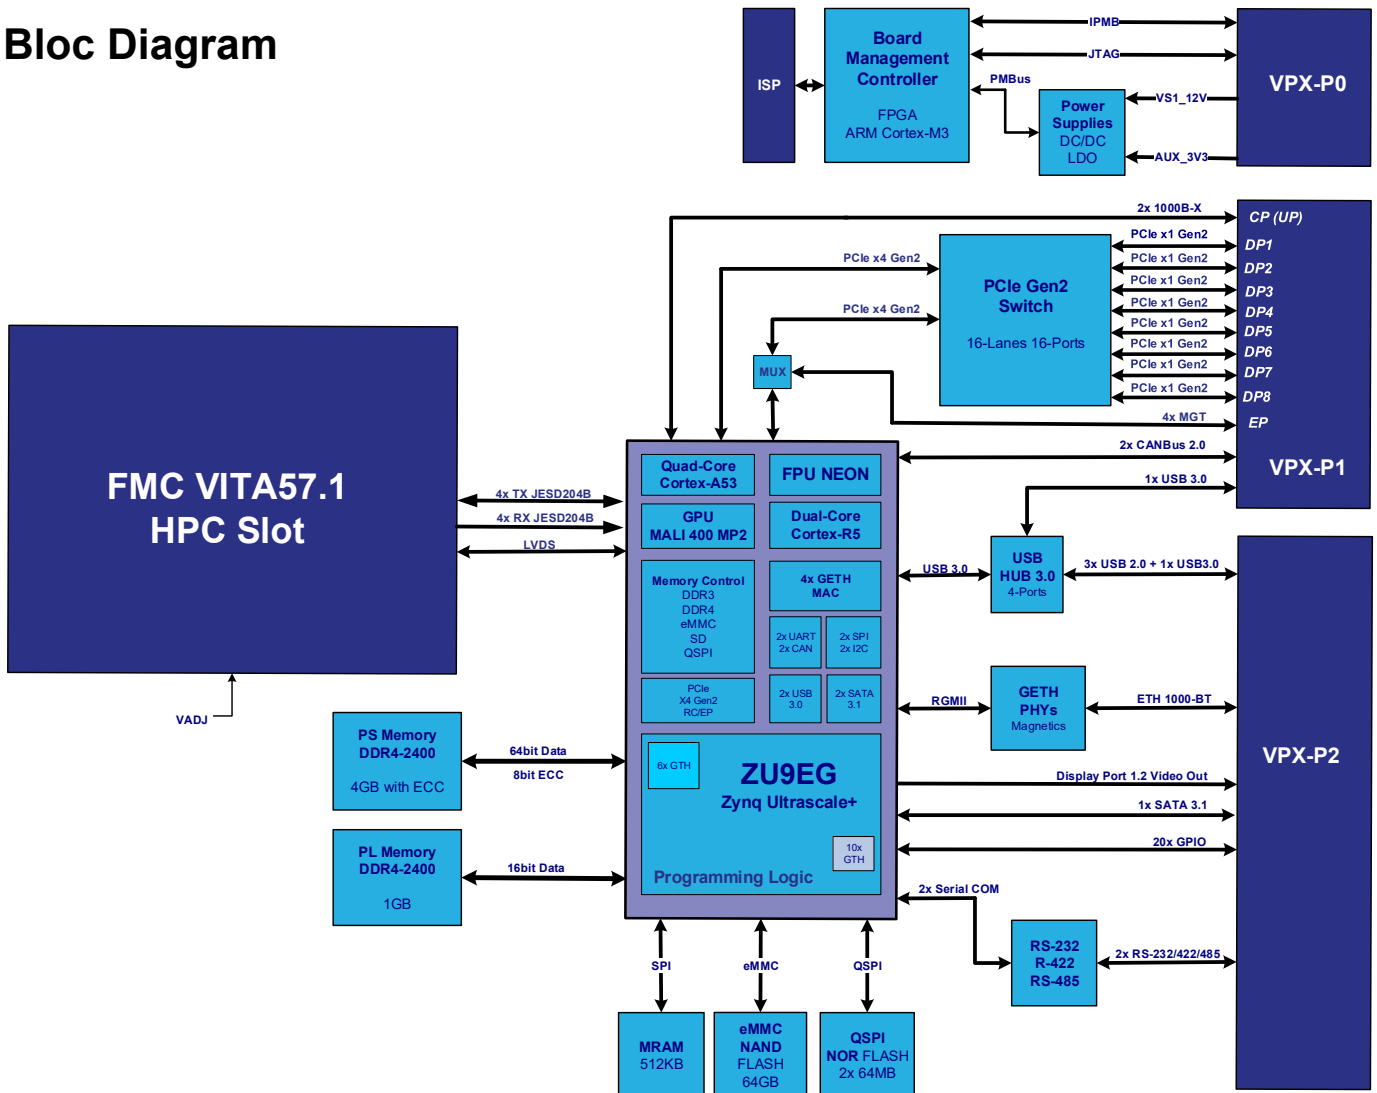 Bloc Diagram
ISP
Board
Management
Controller
FPGA
ARM Cortex-M3
IPMB
JTAG
PMBus
Power
Supplies
DC/DC
LDO
VS1_12V
AUX_3V3
VPX-P0
2x 1000B-X
CP (UP)
PCIe x4 Gen2
PCIe x4 Gen2
PCIe Gen2
Switch
16-Lanes 16-Ports
PCIe x1 Gen2
DP1
PCIe x1 Gen2
DP2
PCIe x1 Gen2
DP3
PCIe x1 Gen2
DP4
PCIe x1 Gen2
DP5
PCIe x1 Gen2
DP6
PCIe x1 Gen2
DP7
PCIe x1 Gen2
DP8
MUX
4x MGT
EP
2x CANBus 2.0
1x USB 3.0
VPX-P1
FMC VITA57.1
HPC Slot
4x TX JESD204B
4x RX JESD204B
LVDS
VADJ
Quad-Core
Cortex-A53
FPU NEON
GPU
MALI 400 MP2
Dual-Core
Cortex-R5
Memory Control
DDR3
DDR4
eMMC
SD
QSPI
4x GETH
MAC
2x UART
2x CAN
2x SPI
2x I2C
PCIe
X4 Gen2
RC/EP
2x USB
3.0
2x SATA
3.1
6x GTH
ZU9EG
Zynq Ultrascale+
10x
GTH
Programming Logic
USB 3.0
USB
HUB 3.0
4-Ports
3x USB 2.0 + 1x USB3.0
RGMII
GETH
PHYs
Magnetics
ETH 1000-BT
Display Port 1.2 Video Out
1x SATA 3.1
20x GPIO
2x Serial COM
RS-232
R-422
RS-485
2x RS-232/422/485
VPX-P2
PS Memory
DDR4-2400
4GB with ECC
64bit Data
8bit ECC
PL Memory
DDR4-2400
1GB
16bit Data
SPI
eMMC
QSPI
MRAM
512KB
eMMC
NAND
FLASH
64GB
QSPI
NOR FLASH
2x 64MB